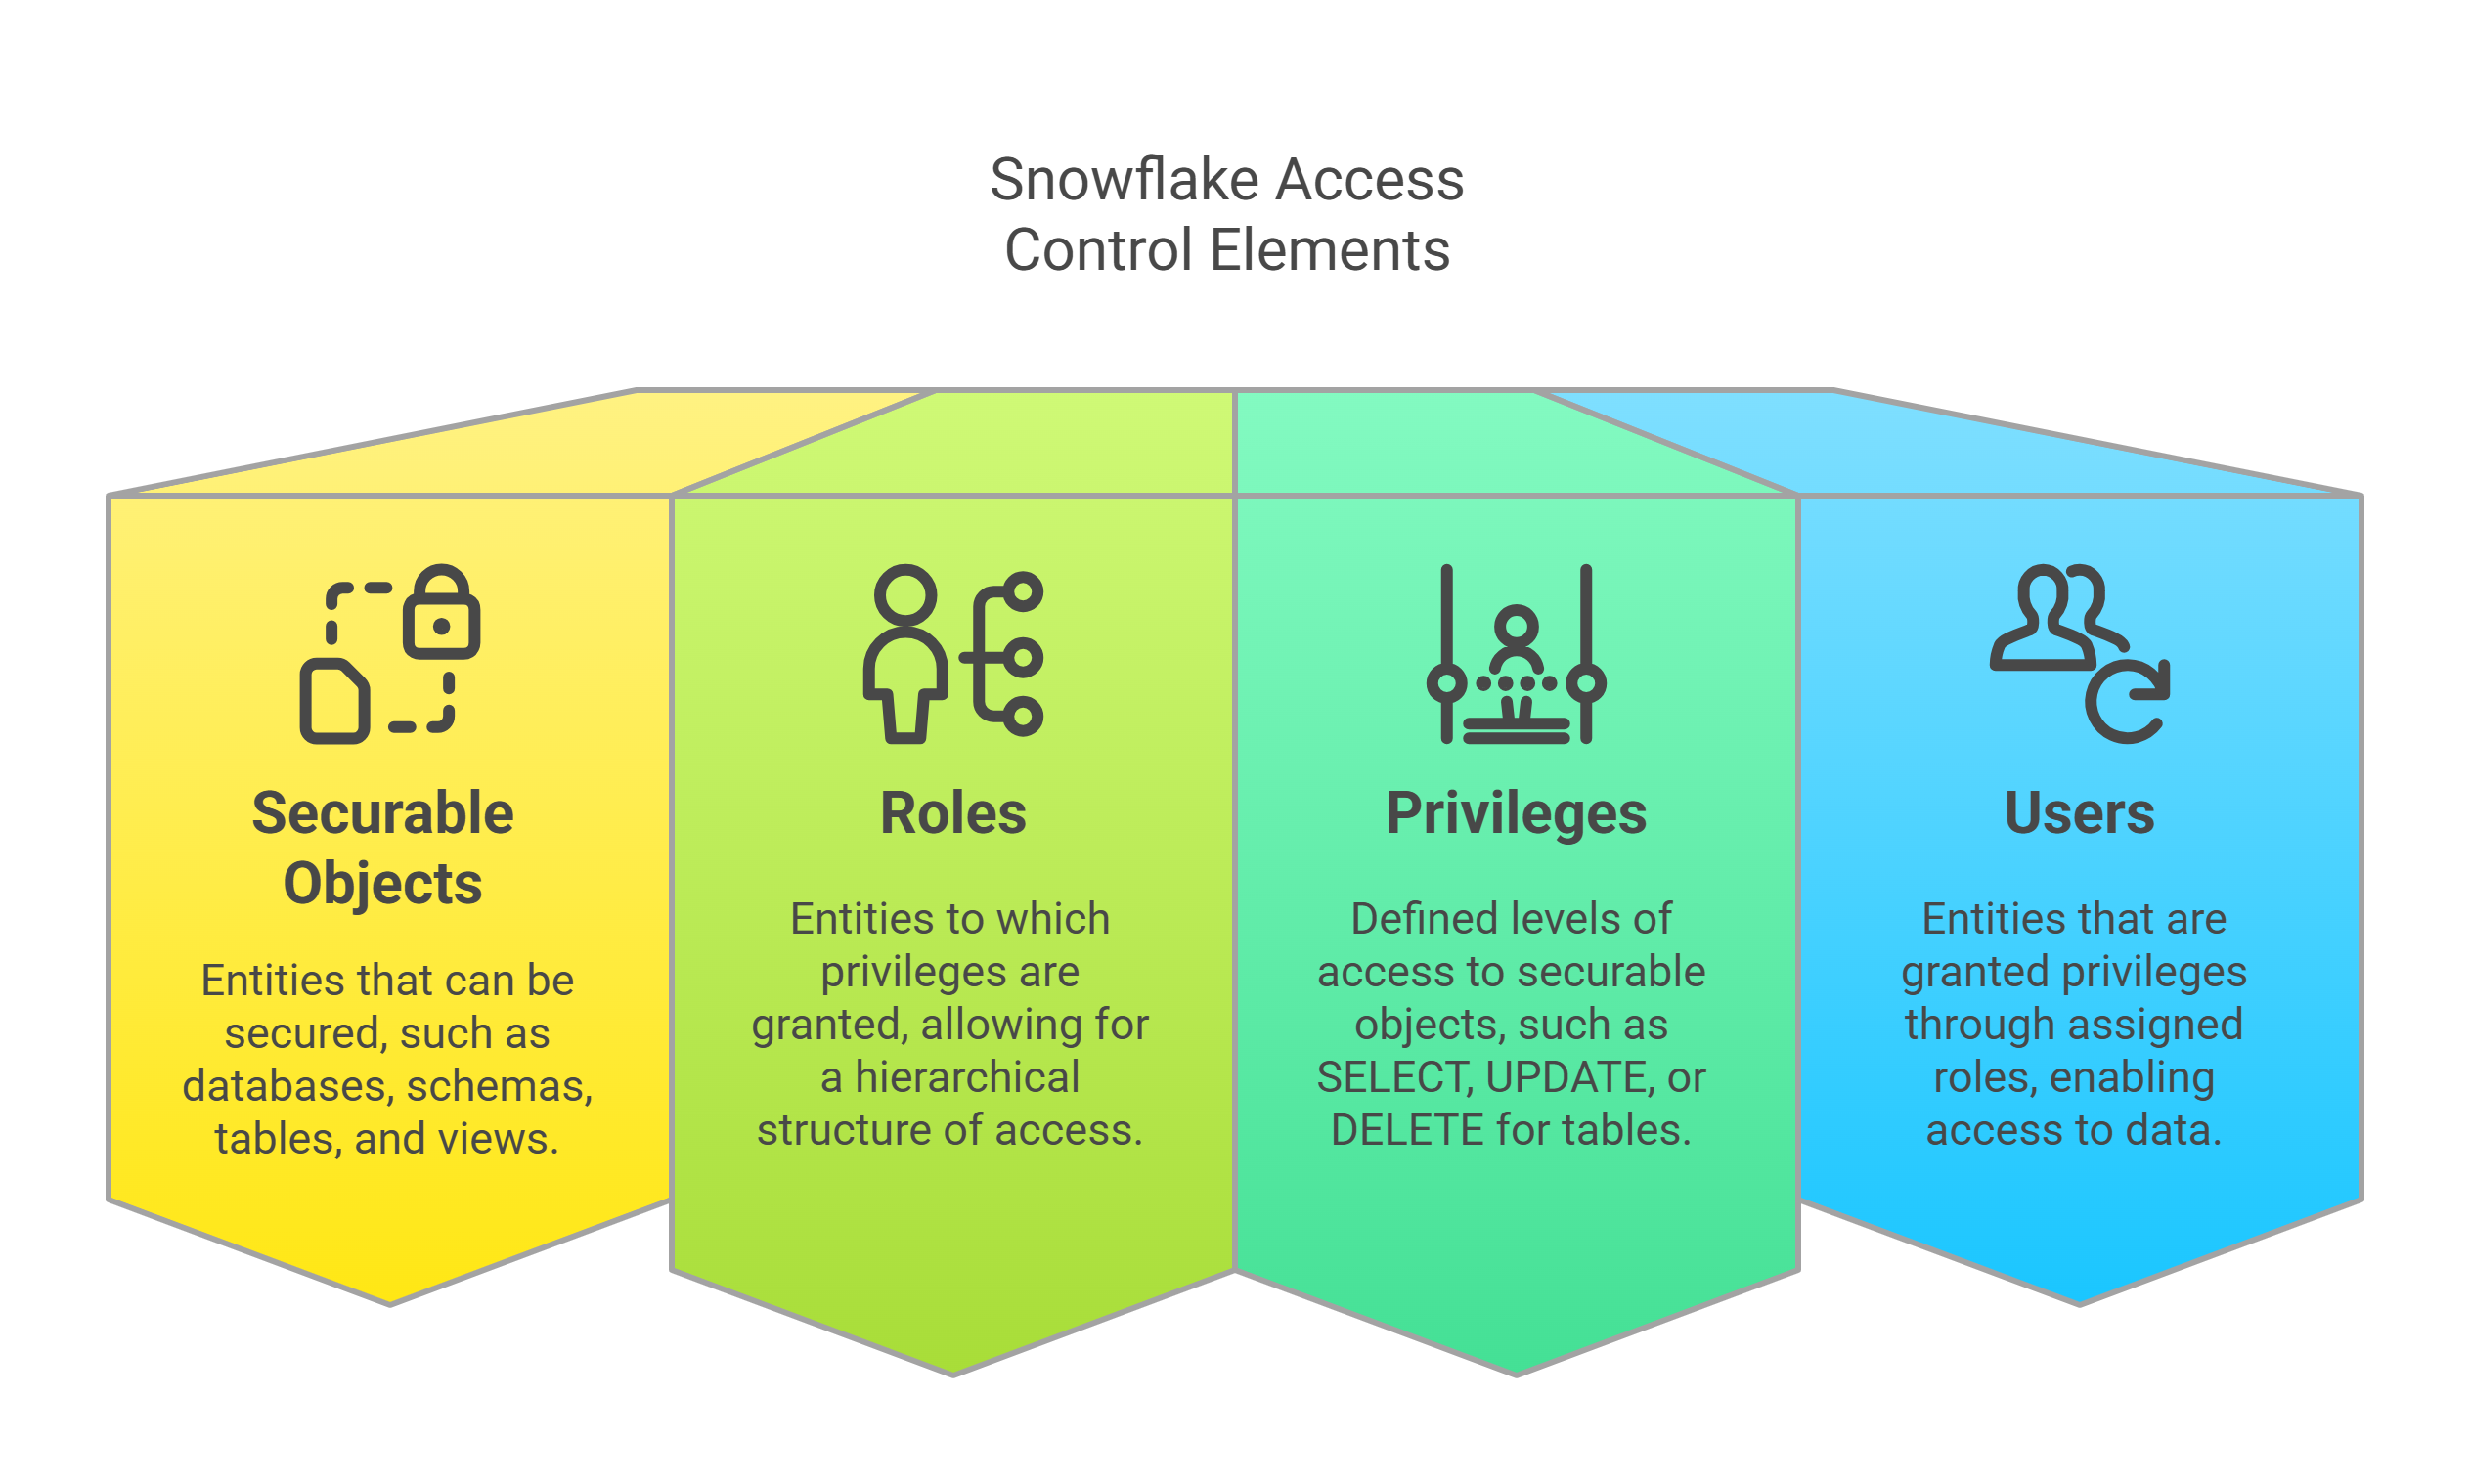 Snowflake Access
Control Elements
Securable
Objects
Entities that can be
secured, such as
databases, schemas,
tables, and views.
Roles
Entities to which
privileges are
granted, allowing for
a hierarchical
structure of access.
Privileges
Defined levels of
access to securable
objects, such as
SELECT, UPDATE, or
DELETE for tables.
Users
Entities that are
granted privileges
through assigned
roles, enabling
access to data.